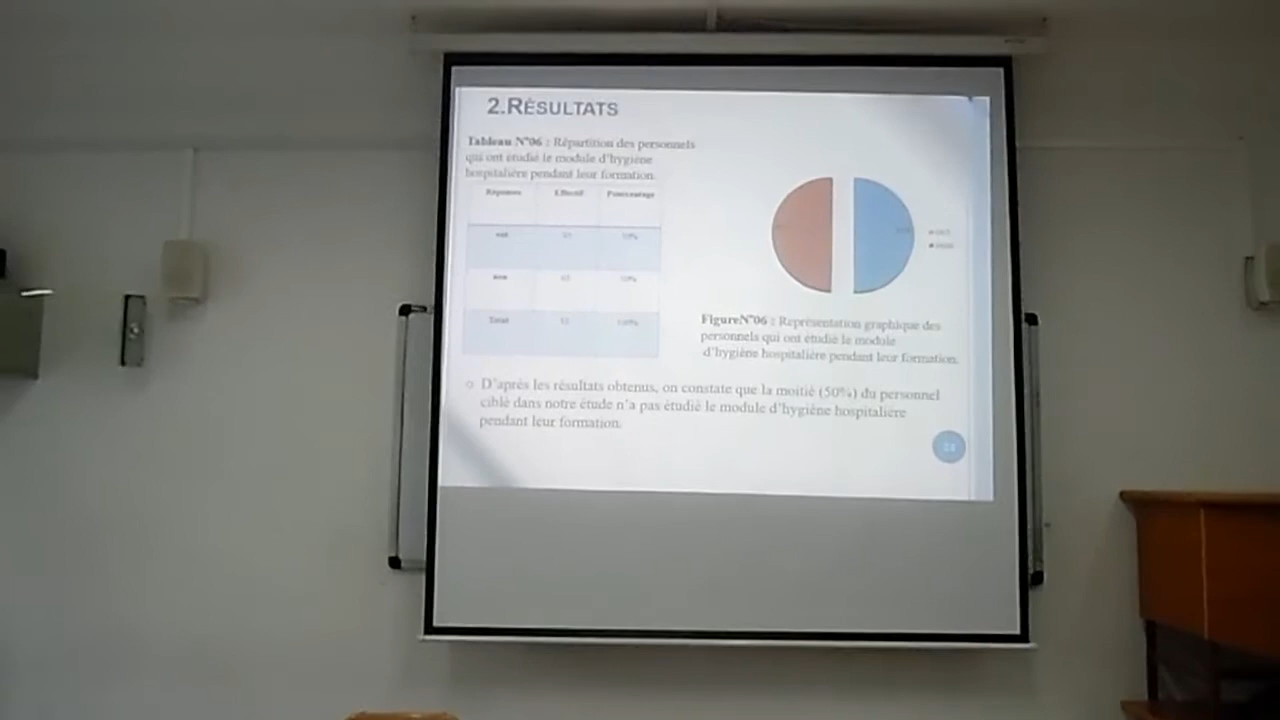 2.RÉSULTATS
Tableau N°06 : Répartition des personnels
qui ont étudié le module d'hygiène
hospitalière pendant leur formation.
Réponses Effectif Pourcentage
oui 50%
non 50%
Total 100%
FigureN°06 : Représentation graphique des
personnels qui ont étudié le module
d'hygiène hospitalière pendant leur formation.
D'après les résultats obtenus, on constate que la moitié (50%) du personnel
ciblé dans notre étude n'a pas étudié le module d'hygiène hospitalière
pendant leur formation.